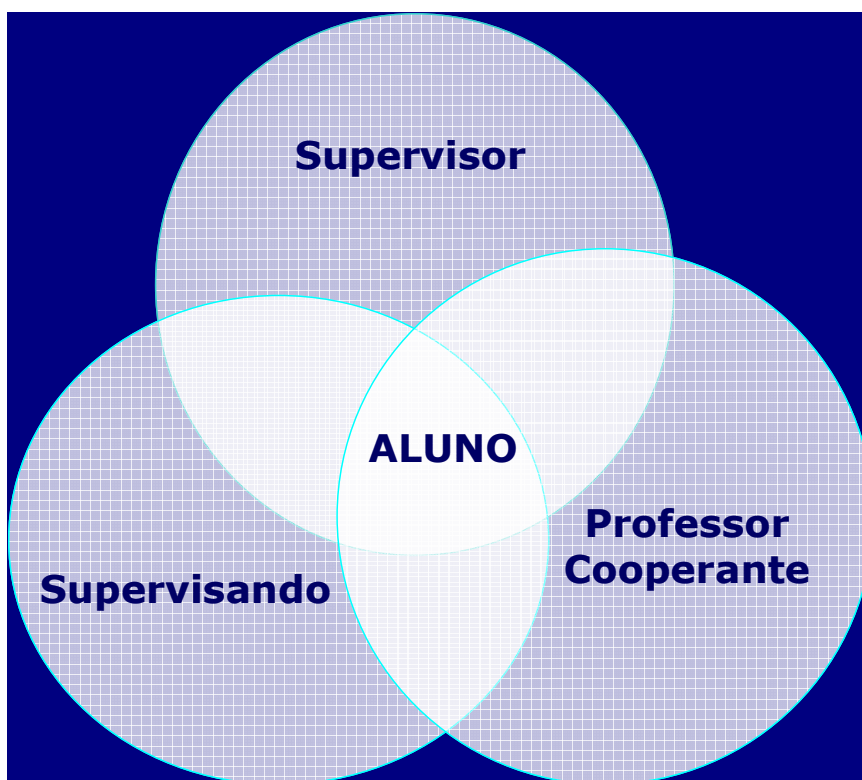 Supervisor
ALUNO
Professor
Cooperante
Supervisando